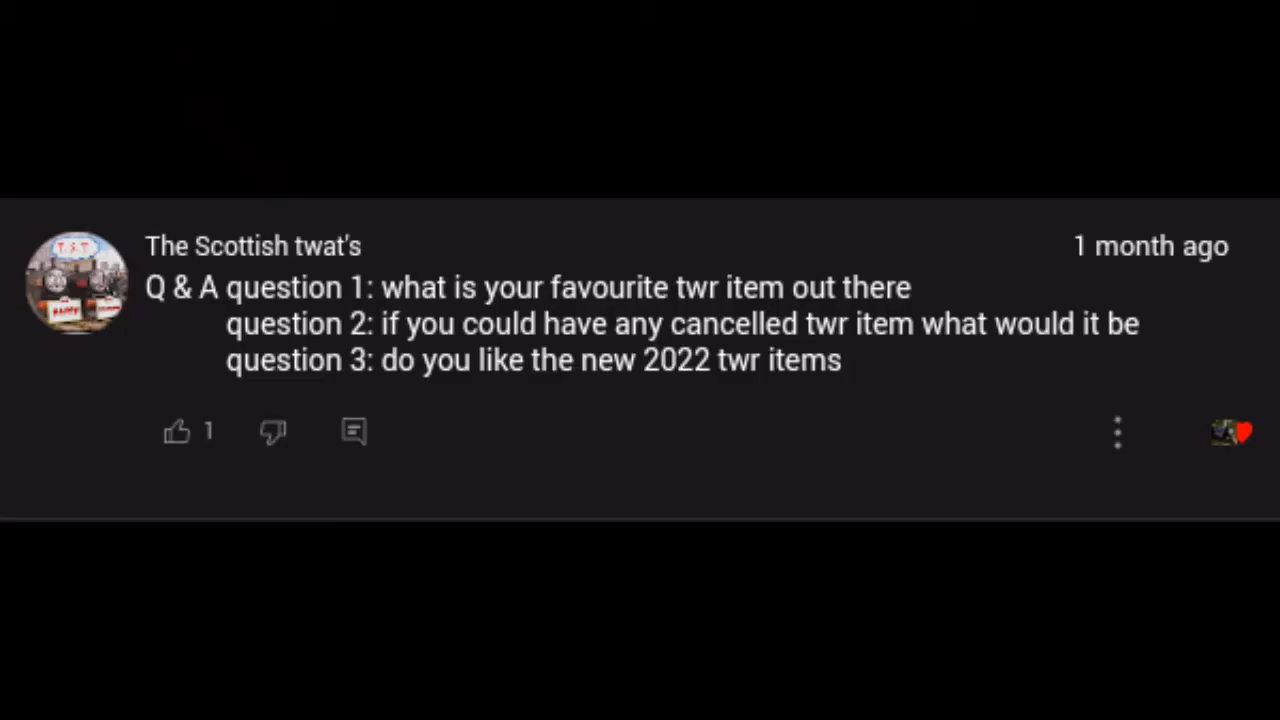 The Scottish twat's
1 month ago
Q & A question 1: what is your favourite twr item out there
question 2: if you could have any cancelled twr item what would it be
question 3: do you like the new 2022 twr items
1